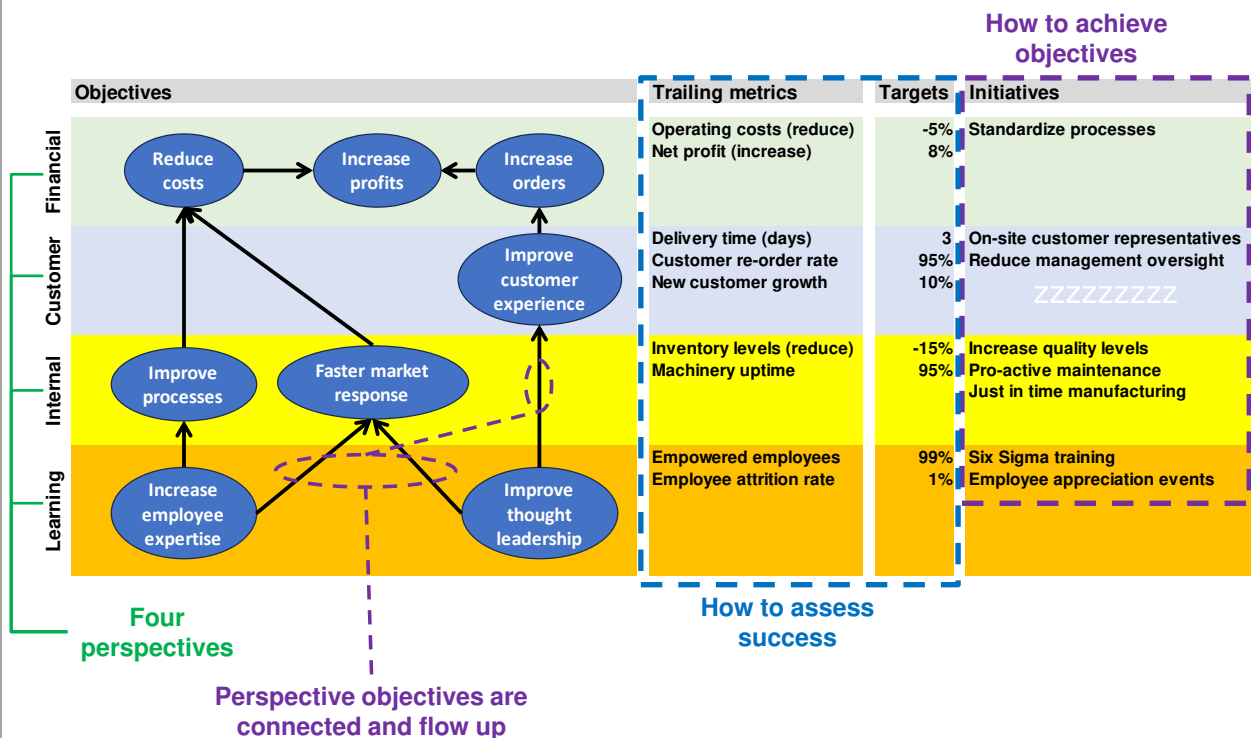 How to achieve
objectives
Objectives
Trailing metrics
Targets
Initiatives
Financial
Reduce
costs
Increase
profits
Increase
orders
Operating costs (reduce)
-5%
Standardize processes
Net profit (increase)
8%
Customer
Improve
customer
experience
Delivery time (days)
3
On-site customer representatives
Customer re-order rate
95%
Reduce management oversight
New customer growth
10%
zzzzzzzzz
Internal
Improve
processes
Faster market
response
Inventory levels (reduce)
-15%
Increase quality levels
Machinery uptime
95%
Pro-active maintenance
Just in time manufacturing
Learning
Increase
employee
expertise
Improve
thought
leadership
Empowered employees
99%
Six Sigma training
Employee attrition rate
1%
Employee appreciation events
Four
perspectives
How to assess
success
Perspective objectives are
connected and flow up